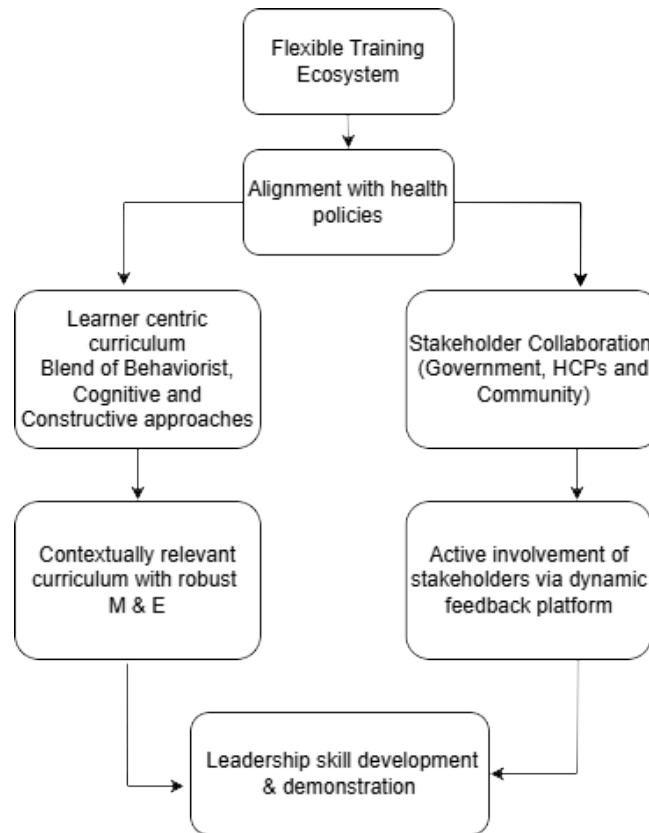 Flexible Training
Ecosystem
Alignment with health
policies
Learner centric
curriculum
Blend of Behaviorist,
Cognitive and
Constructive approaches
Stakeholder Collaboration
(Government, HCPs and
Community)
Contextually relevant
curriculum with robust
M & E
Active involvement of
stakeholders via dynamic
feedback platform
Leadership skill development
& demonstration